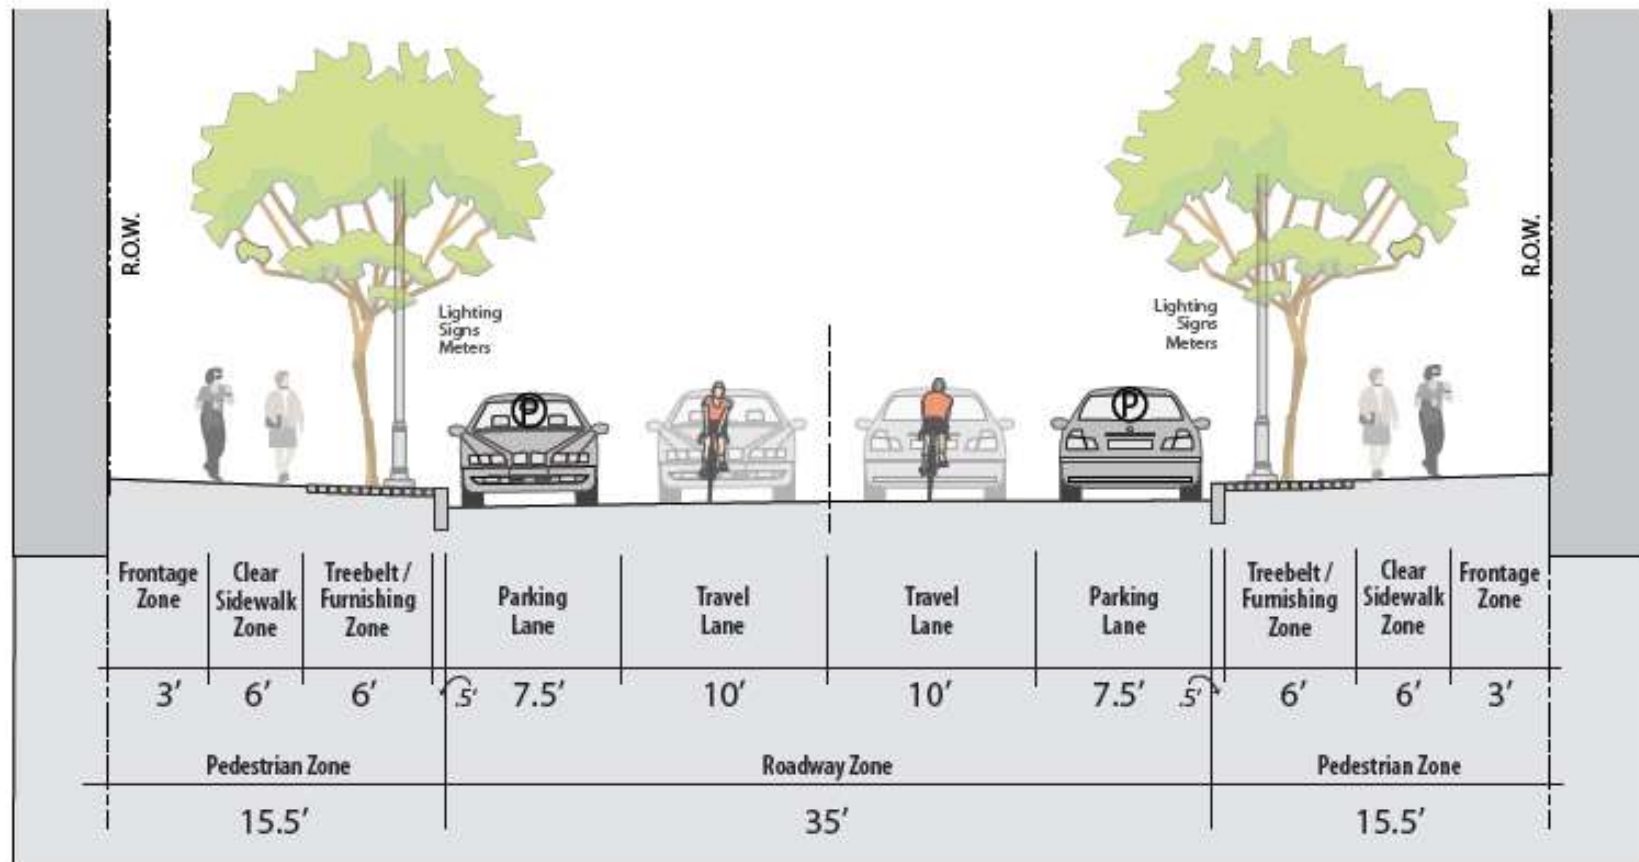 R.O.W.
R.O.W.
Lighting
Signs
Meters
Lighting
Signs
Meters
P
P
Frontage
Zone
Clear
Sidewalk
Zone
Treebelt /
Furnishing
Zone
Parking
Lane
Travel
Lane
Travel
Lane
Parking
Lane
Treebelt /
Furnishing
Zone
Clear
Sidewalk
Zone
Frontage
Zone
3’ 6’ 6’ .5’ 7.5’ 10’ 10’ 7.5’ .5’ 6’ 6’ 3’
Pedestrian Zone Roadway Zone Pedestrian Zone
15.5’ 35’ 15.5’